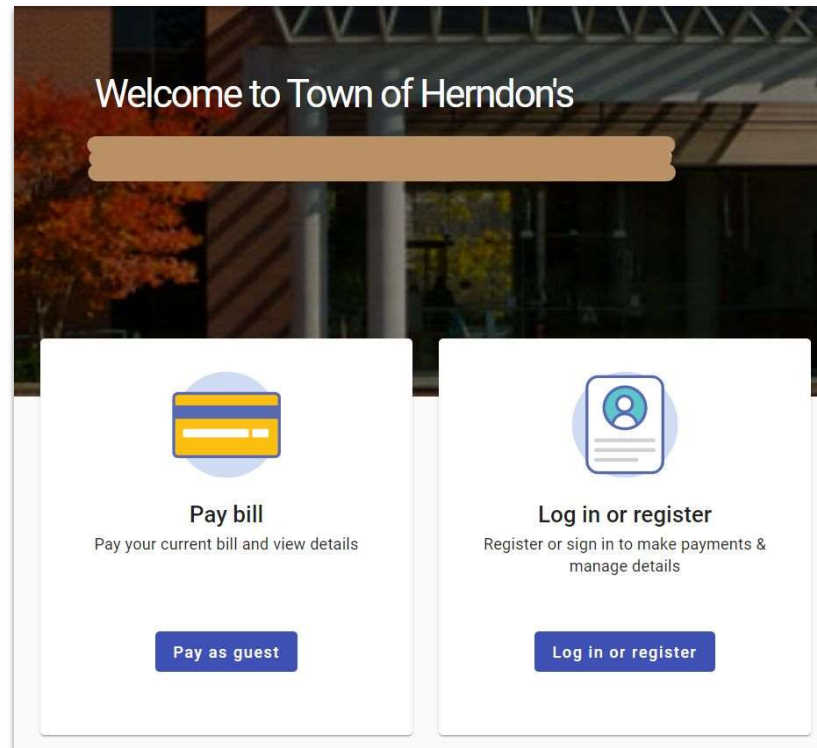 Welcome to Town of Herndon's
Pay bill
Pay your current bill and view details
Pay as guest
Log in or register
Register or sign in to make payments &
manage details
Log in or register